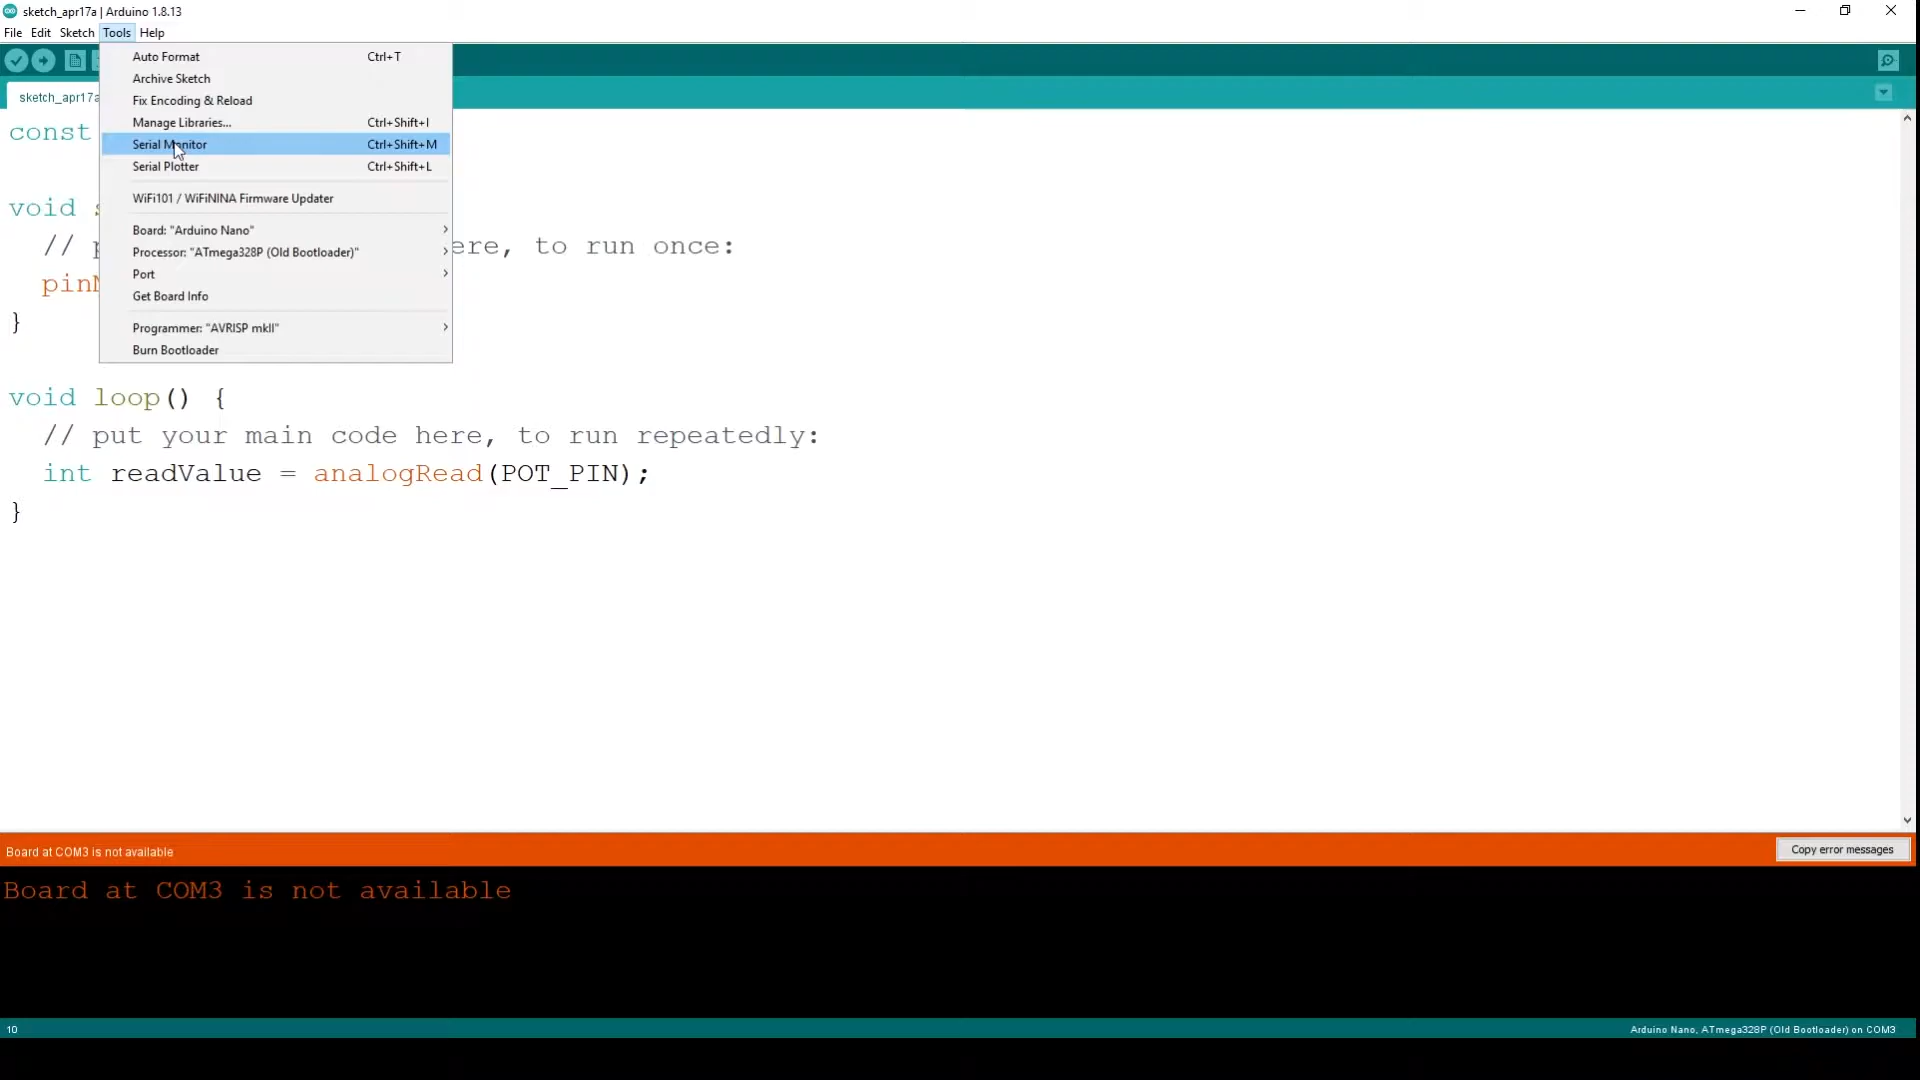 sketch_apr17a | Arduino 1.8.13
File Edit Sketch Tools Help
Auto Format Ctrl+T
Archive Sketch
Fix Encoding & Reload
Manage Libraries... Ctrl+Shift+I
Serial Monitor Ctrl+Shift+M
Serial Plotter Ctrl+Shift+L
WiFi101 / WiFiNINA Firmware Updater
Board: "Arduino Nano"
Processor: "ATmega328P (Old Bootloader)"
Port
Get Board Info
Programmer: "AVRISP mkII"
Burn Bootloader
sketch_apr17a
const
void
// ere, to run once:
pin
}
void loop() {
// put your main code here, to run repeatedly:
int readValue = analogRead(POT_PIN);
}
Board at COM3 is not available
Copy error messages
Board at COM3 is not available
10
Arduino Nano, ATmega328P (Old Bootloader) on COM3